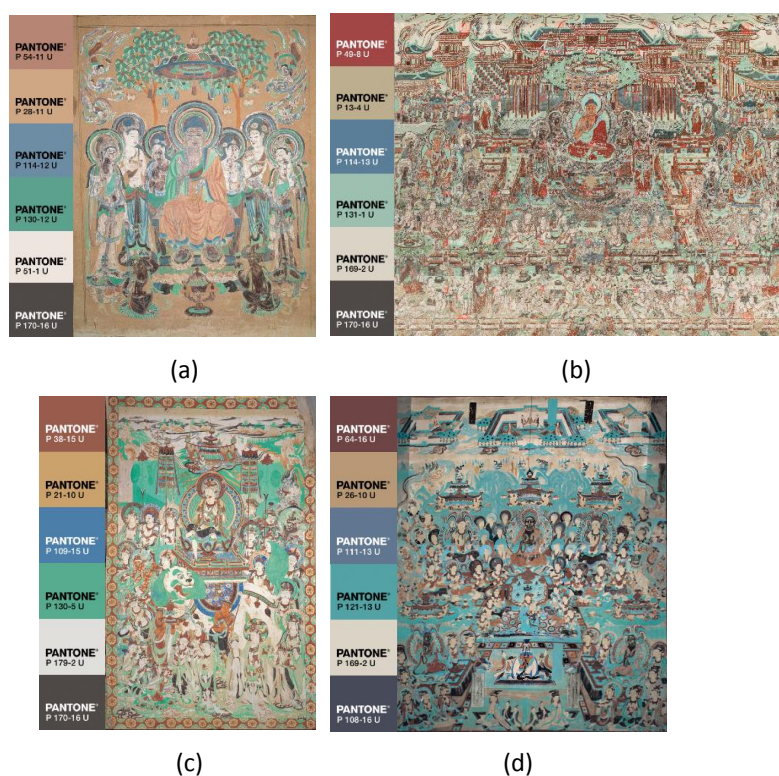 PANTONE®
P 54-11 U
PANTONE®
P 28-11 U
PANTONE®
P 114-12 U
PANTONE®
P 130-12 U
PANTONE®
P 51-1 U
PANTONE®
P 170-16 U
(a)
PANTONE®
P 49-8 U
PANTONE®
P 13-4 U
PANTONE®
P 114-13 U
PANTONE®
P 131-1 U
PANTONE®
P 169-2 U
PANTONE®
P 170-16 U
(b)
PANTONE®
P 38-15 U
PANTONE®
P 21-10 U
PANTONE®
P 109-15 U
PANTONE®
P 130-5 U
PANTONE®
P 179-2 U
PANTONE®
P 170-16 U
(c)
PANTONE®
P 64-16 U
PANTONE®
P 26-10 U
PANTONE®
P 111-13 U
PANTONE®
P 121-13 U
PANTONE®
P 169-2 U
PANTONE®
P 108-16 U
(d)